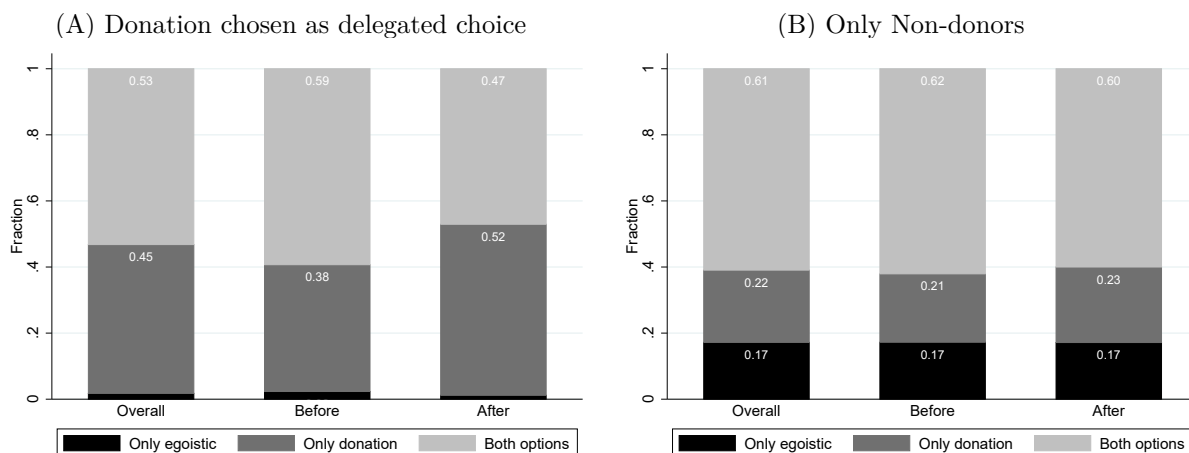 (A) Donation chosen as delegated choice
Fraction
1
.8
.6
.4
.2
0
0.53
0.59
0.47
0.45
0.38
0.52
Overall
Before
After
Only egoistic
Only donation
Both options
(B) Only Non-donors
Fraction
1
.8
.6
.4
.2
0
0.61
0.62
0.60
0.22
0.21
0.23
0.17
0.17
0.17
Overall
Before
After
Only egoistic
Only donation
Both options